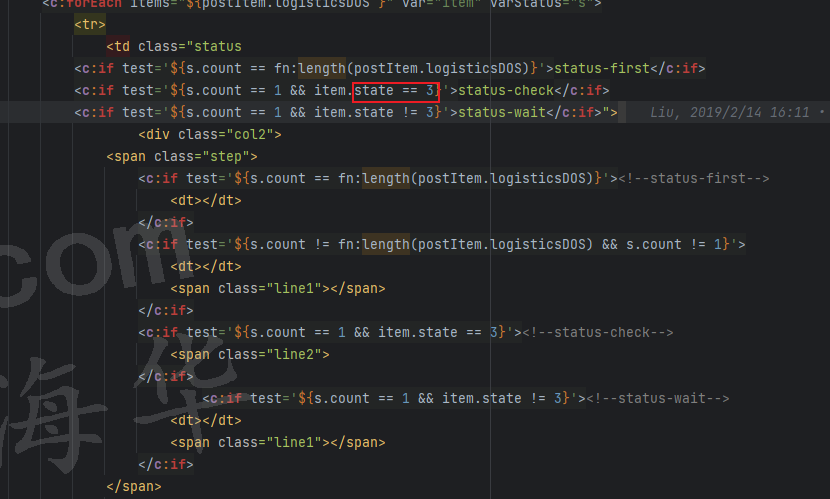 <c:forEach items="${postItem.logisticsDOS }" var="item" varStatus="s">
<tr>
<td class="status
<c:if test='${s.count == fn:length(postItem.logisticsDOS)}'>status-first</c:if>
<c:if test='${s.count == 1 && item.state == 3}'>status-check</c:if>
<c:if test='${s.count == 1 && item.state != 3}'>status-wait</c:if>"> Liu, 2019/2/14 16:11 •
<div class="col2">
<span class="step">
<c:if test='${s.count == fn:length(postItem.logisticsDOS)}'><!--status-first-->
<dt></dt>
</c:if>
<c:if test='${s.count != fn:length(postItem.logisticsDOS) && s.count != 1}'>
<dt></dt>
<span class="line1"></span>
</c:if>
<c:if test='${s.count == 1 && item.state == 3}'><!--status-check-->
<span class="line2">
</c:if>
<c:if test='${s.count == 1 && item.state != 3}'><!--status-wait-->
<dt></dt>
<span class="line1"></span>
</c:if>
</span>
com
海华